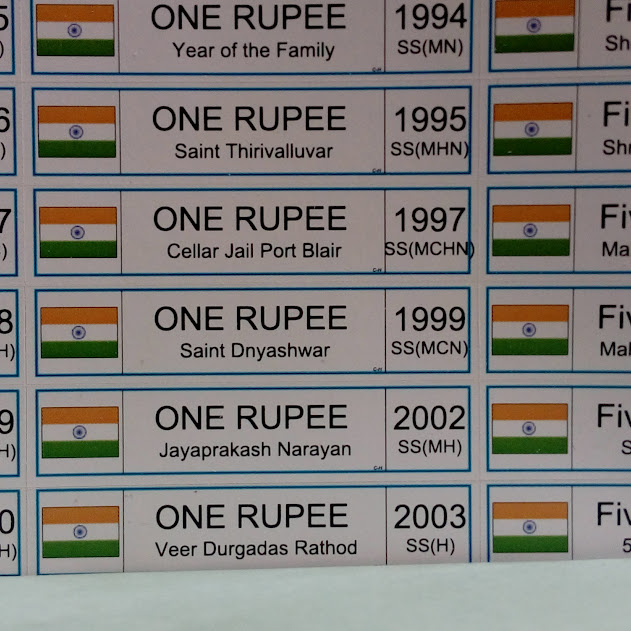 ONE RUPEE
Year of the Family
1994
SS(MN)
ONE RUPEE
Saint Thirivalluvar
1995
SS(MHN)
ONE RUPEE
Cellar Jail Port Blair
1997
SS(MCHN)
ONE RUPEE
Saint Dnyashwar
1999
SS(MCN)
ONE RUPEE
Jayaprakash Narayan
2002
SS(MH)
ONE RUPEE
Veer Durgadas Rathod
2003
SS(H)